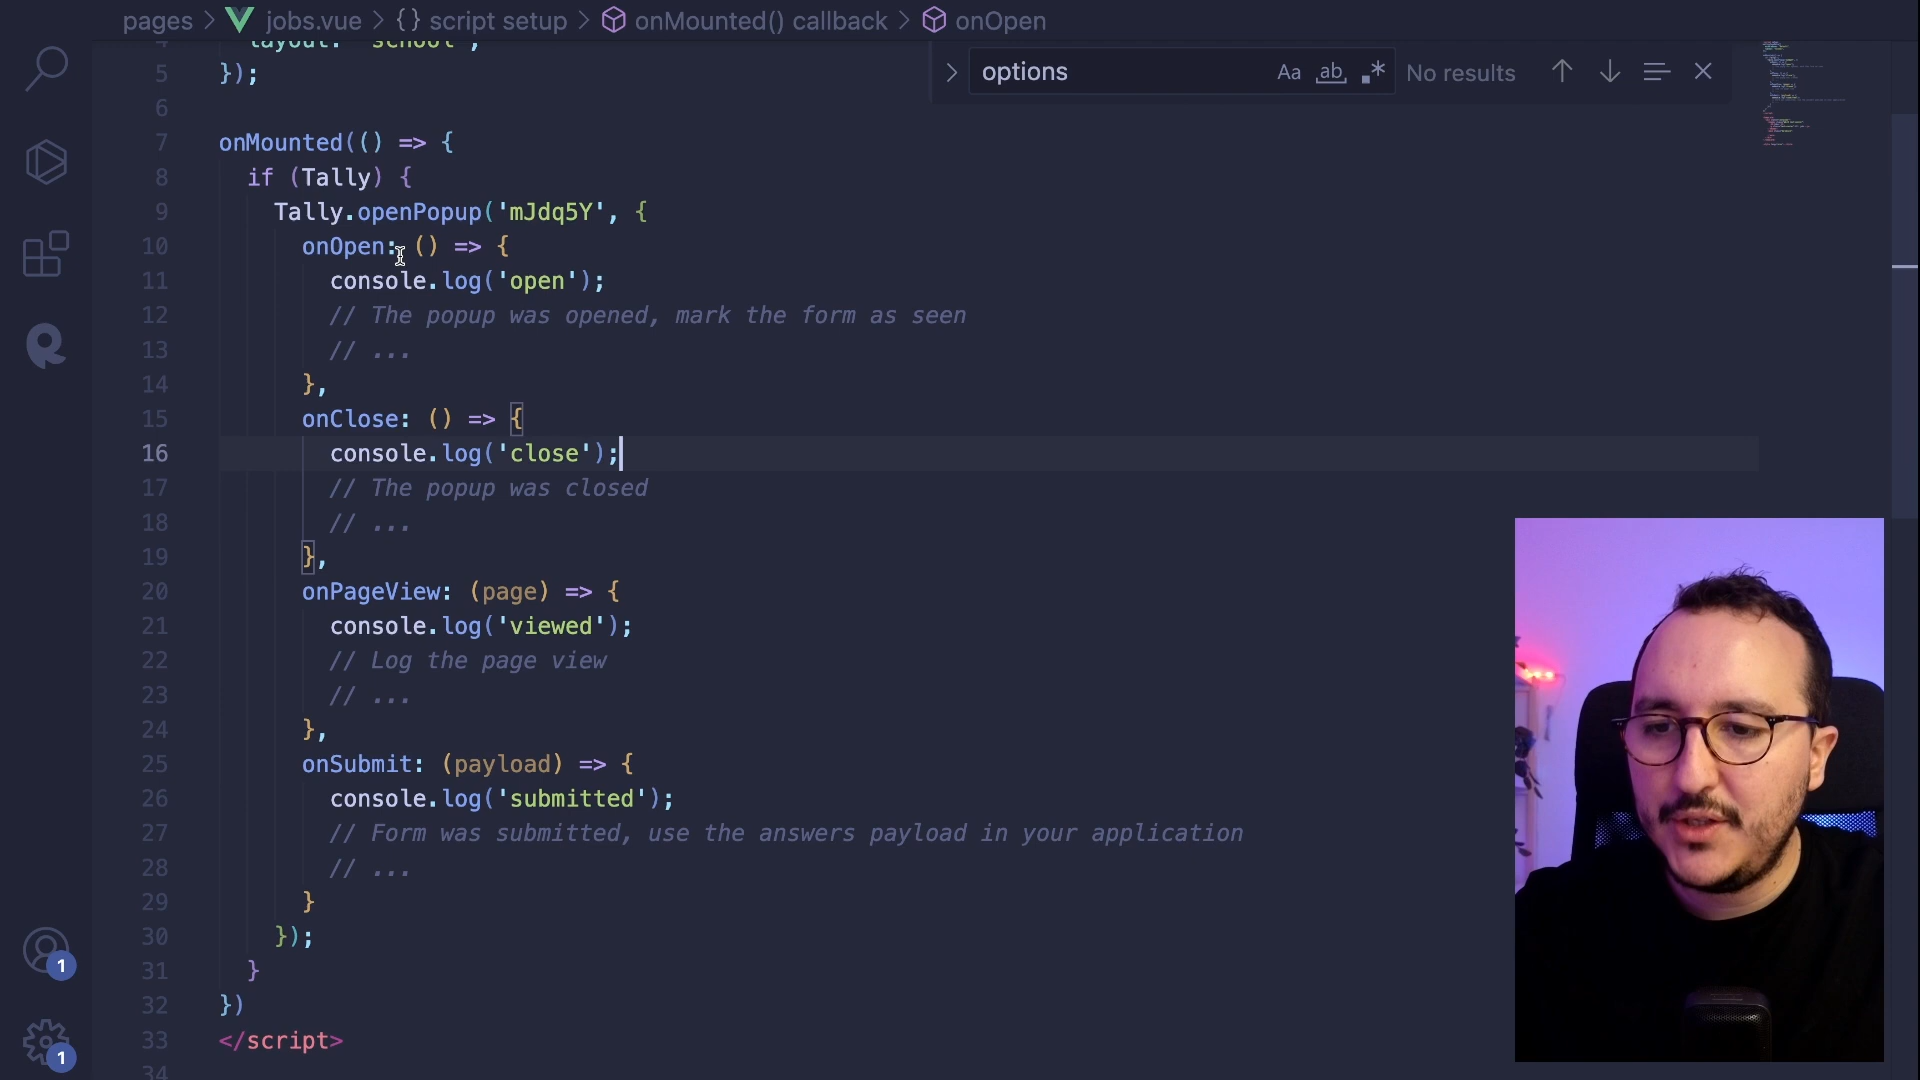 pages > jobs.vue > {} script setup > onMounted() callback > onOpen
options Aa ab .* No results
4 layout: 'school',
5 });
6
7 onMounted(() => {
8 if (Tally) {
9 Tally.openPopup('mJdq5Y', {
10 onOpen: () => {
11 console.log('open');
12 // The popup was opened, mark the form as seen
13 // ...
14 },
15 onClose: () => {
16 console.log('close');
17 // The popup was closed
18 // ...
19 },
20 onPageView: (page) => {
21 console.log('viewed');
22 // Log the page view
23 // ...
24 },
25 onSubmit: (payload) => {
26 console.log('submitted');
27 // Form was submitted, use the answers payload in your application
28 // ...
29 }
30 });
31 }
32 })
33 </script>
34
1
1